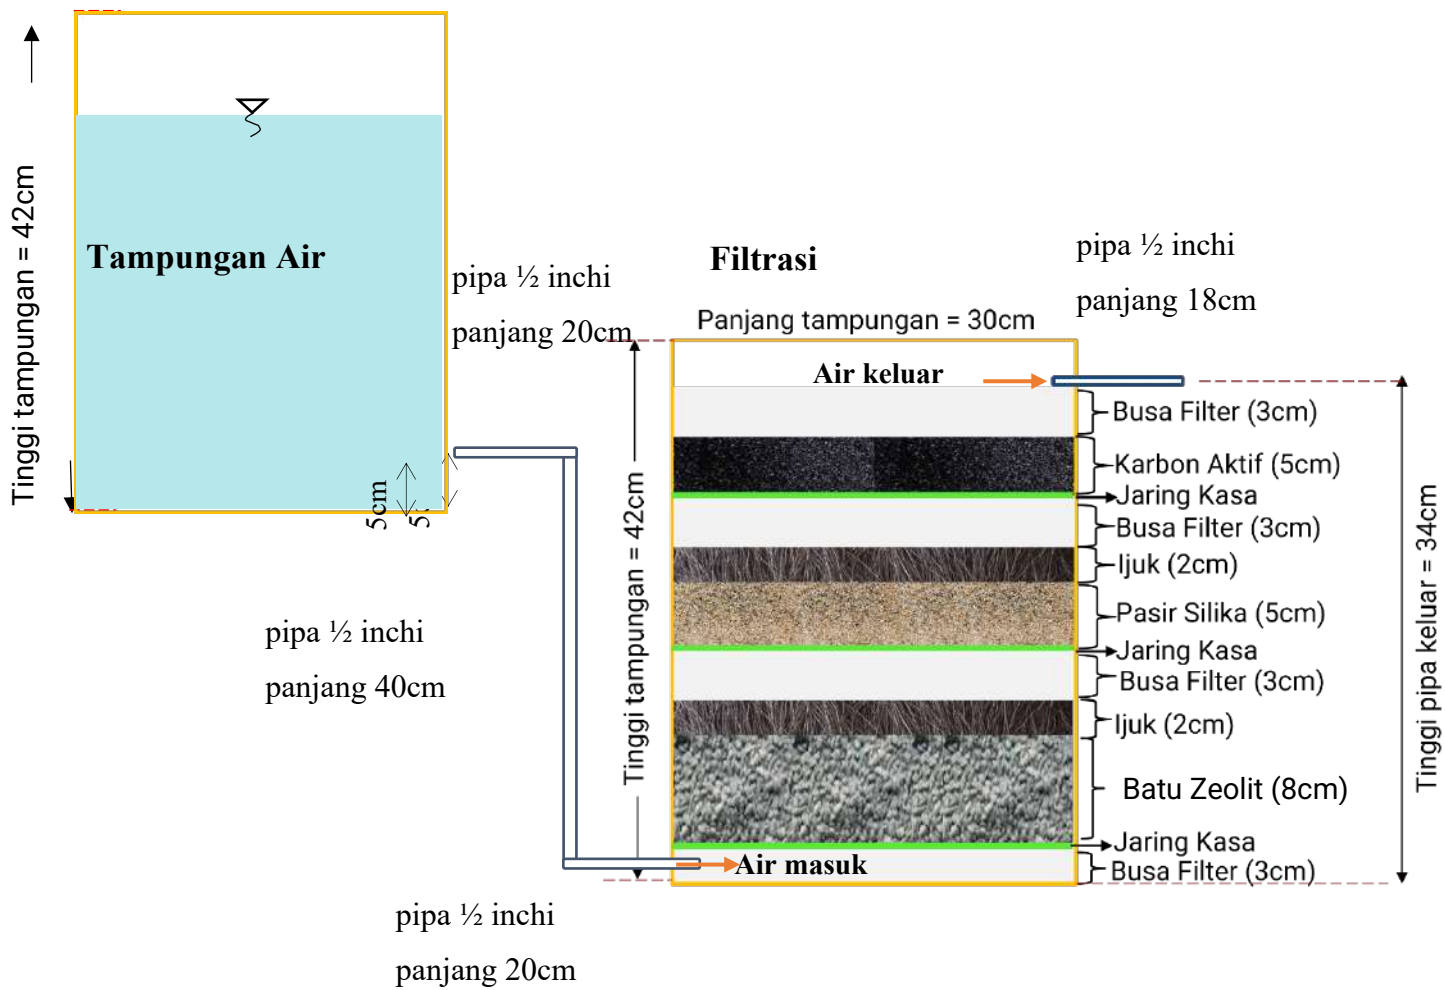 Tinggi tampungan = 42cm
Tampungan Air
pipa ½ inchi
panjang 20cm
5cm
pipa ½ inchi
panjang 40cm
pipa ½ inchi
panjang 20cm
Filtrasi
Panjang tampungan = 30cm
Tinggi tampungan = 42cm
Air keluar
Air masuk
pipa ½ inchi
panjang 18cm
Busa Filter (3cm)
Karbon Aktif (5cm)
Jaring Kasa
Busa Filter (3cm)
Ijuk (2cm)
Pasir Silika (5cm)
Jaring Kasa
Busa Filter (3cm)
Ijuk (2cm)
Batu Zeolit (8cm)
Jaring Kasa
Busa Filter (3cm)
Tinggi pipa keluar = 34cm